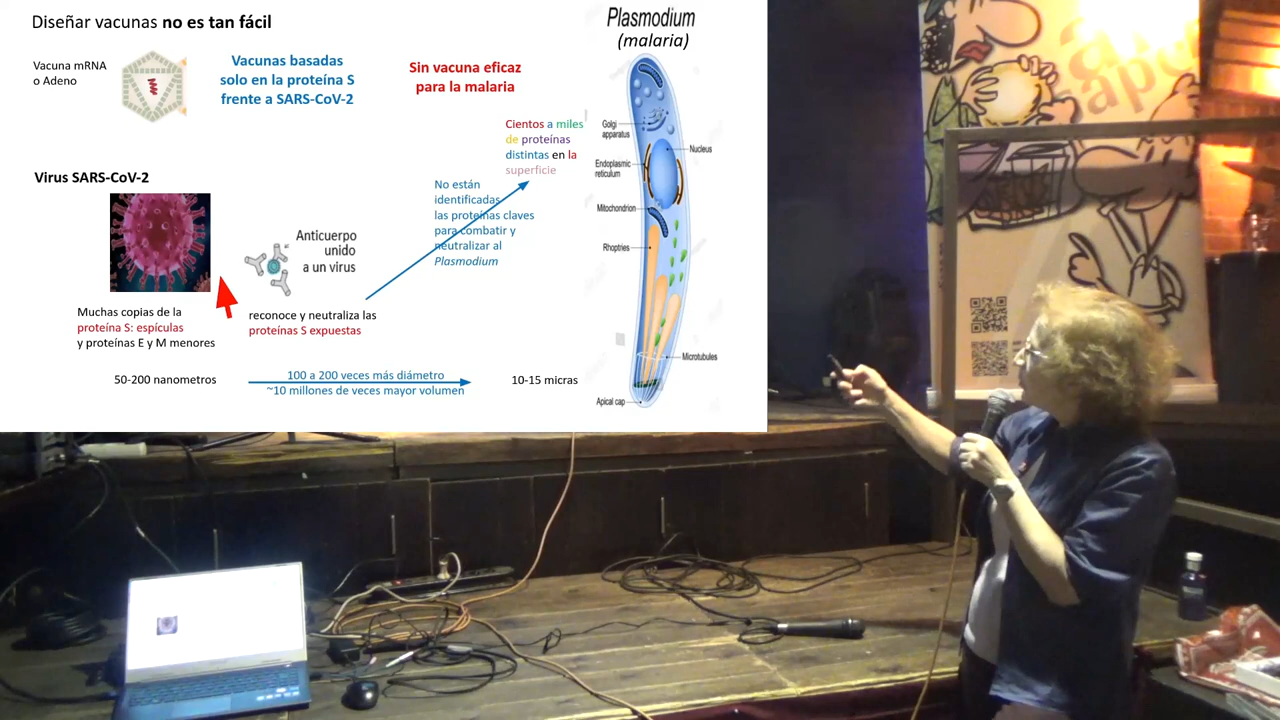 Diseñar vacunas no es tan fácil
Vacuna mRNA
o Adeno
Vacunas basadas
solo en la proteína S
frente a SARS-CoV-2
Sin vacuna eficaz
para la malaria
Plasmodium
(malaria)
Cientos a miles
de proteínas
distintas en la
superficie
Golgi
apparatus
Nucleus
Endoplasmic
reticulum
Mitochondrion
Rhoptries
Microtubules
Apical cap
Virus SARS-CoV-2
No están
identificadas
las proteínas claves
para combatir y
neutralizar al
Plasmodium
Anticuerpo
unido
a un virus
Muchas copias de la
proteína S: espículas
y proteínas E y M menores
reconoce y neutraliza las
proteínas S expuestas
50-200 nanometros
100 a 200 veces más diámetro
~10 millones de veces mayor volumen
10-15 micras